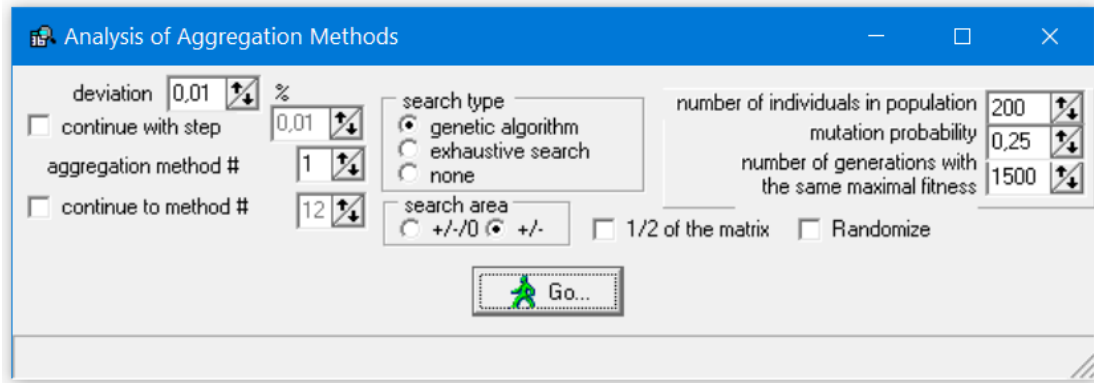 Analysis of Aggregation Methods
deviation 0,01 %
continue with step 0,01
aggregation method # 1
continue to method # 12
search type
genetic algorithm
exhaustive search
none
search area
+/-/0 +/-
number of individuals in population 200
mutation probability 0,25
number of generations with
the same maximal fitness 1500
1/2 of the matrix Randomize
Go...